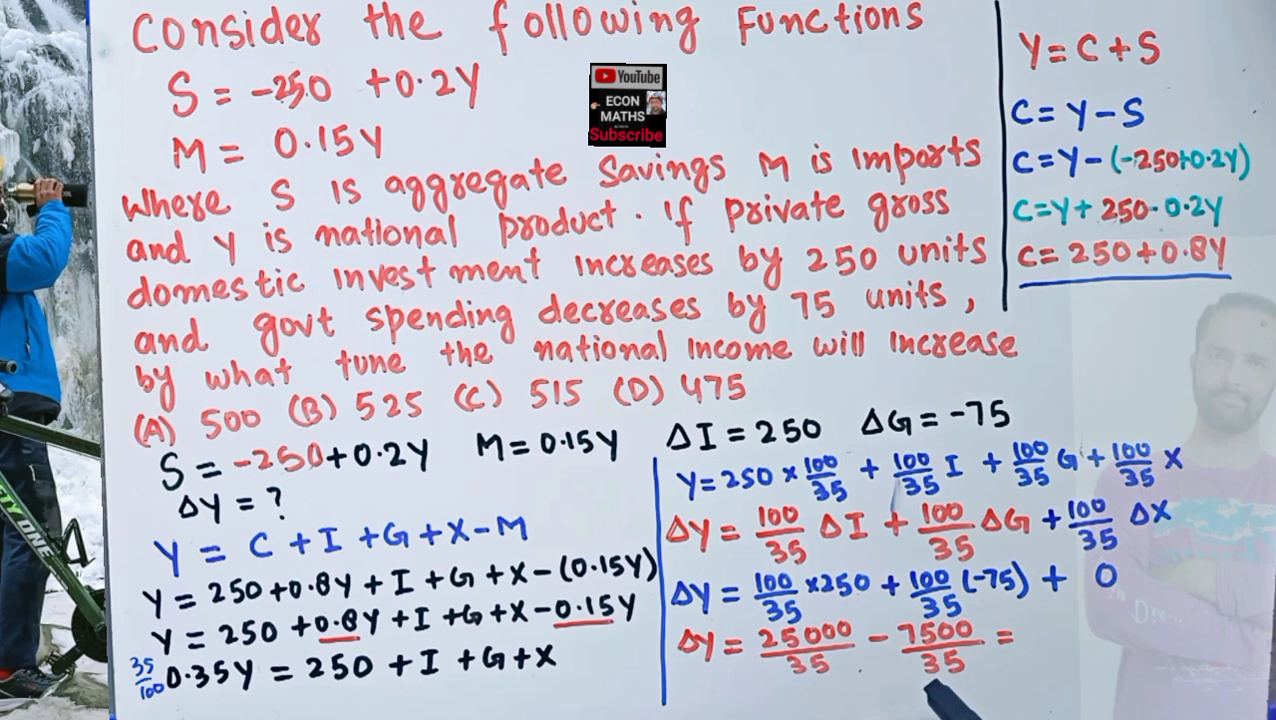 Consider the following Functions
S = -250 +0.2Y
M = 0.15Y
YouTube
ECON
MATHS
Subscribe
where S is aggregate Savings M is imports
and Y is national product. If private gross
domestic investment increases by 250 units
and govt spending decreases by 75 units,
by what tune the national income will increase
(A) 500 (B) 525 (C) 515 (D) 475
Y = C + S
C = Y - S
C = Y - (-250+0.2Y)
C = Y + 250 - 0.2Y
C = 250 + 0.8Y
S = -250+0.2Y M = 0.15Y ΔI = 250 ΔG = -75
ΔY = ?
Y = C + I + G + X - M
Y = 250+0.8Y + I + G + X - (0.15Y)
Y = 250 + 0.8Y + I + G + X - 0.15Y
35/100 0.35Y = 250 + I + G + X
Y = 250 × 100/35 + 100/35 I + 100/35 G + 100/35 X
ΔY = 100/35 ΔI + 100/35 ΔG + 100/35 ΔX
ΔY = 100/35 × 250 + 100/35 (-75) + 0
ΔY = 25000/35 - 7500/35 =